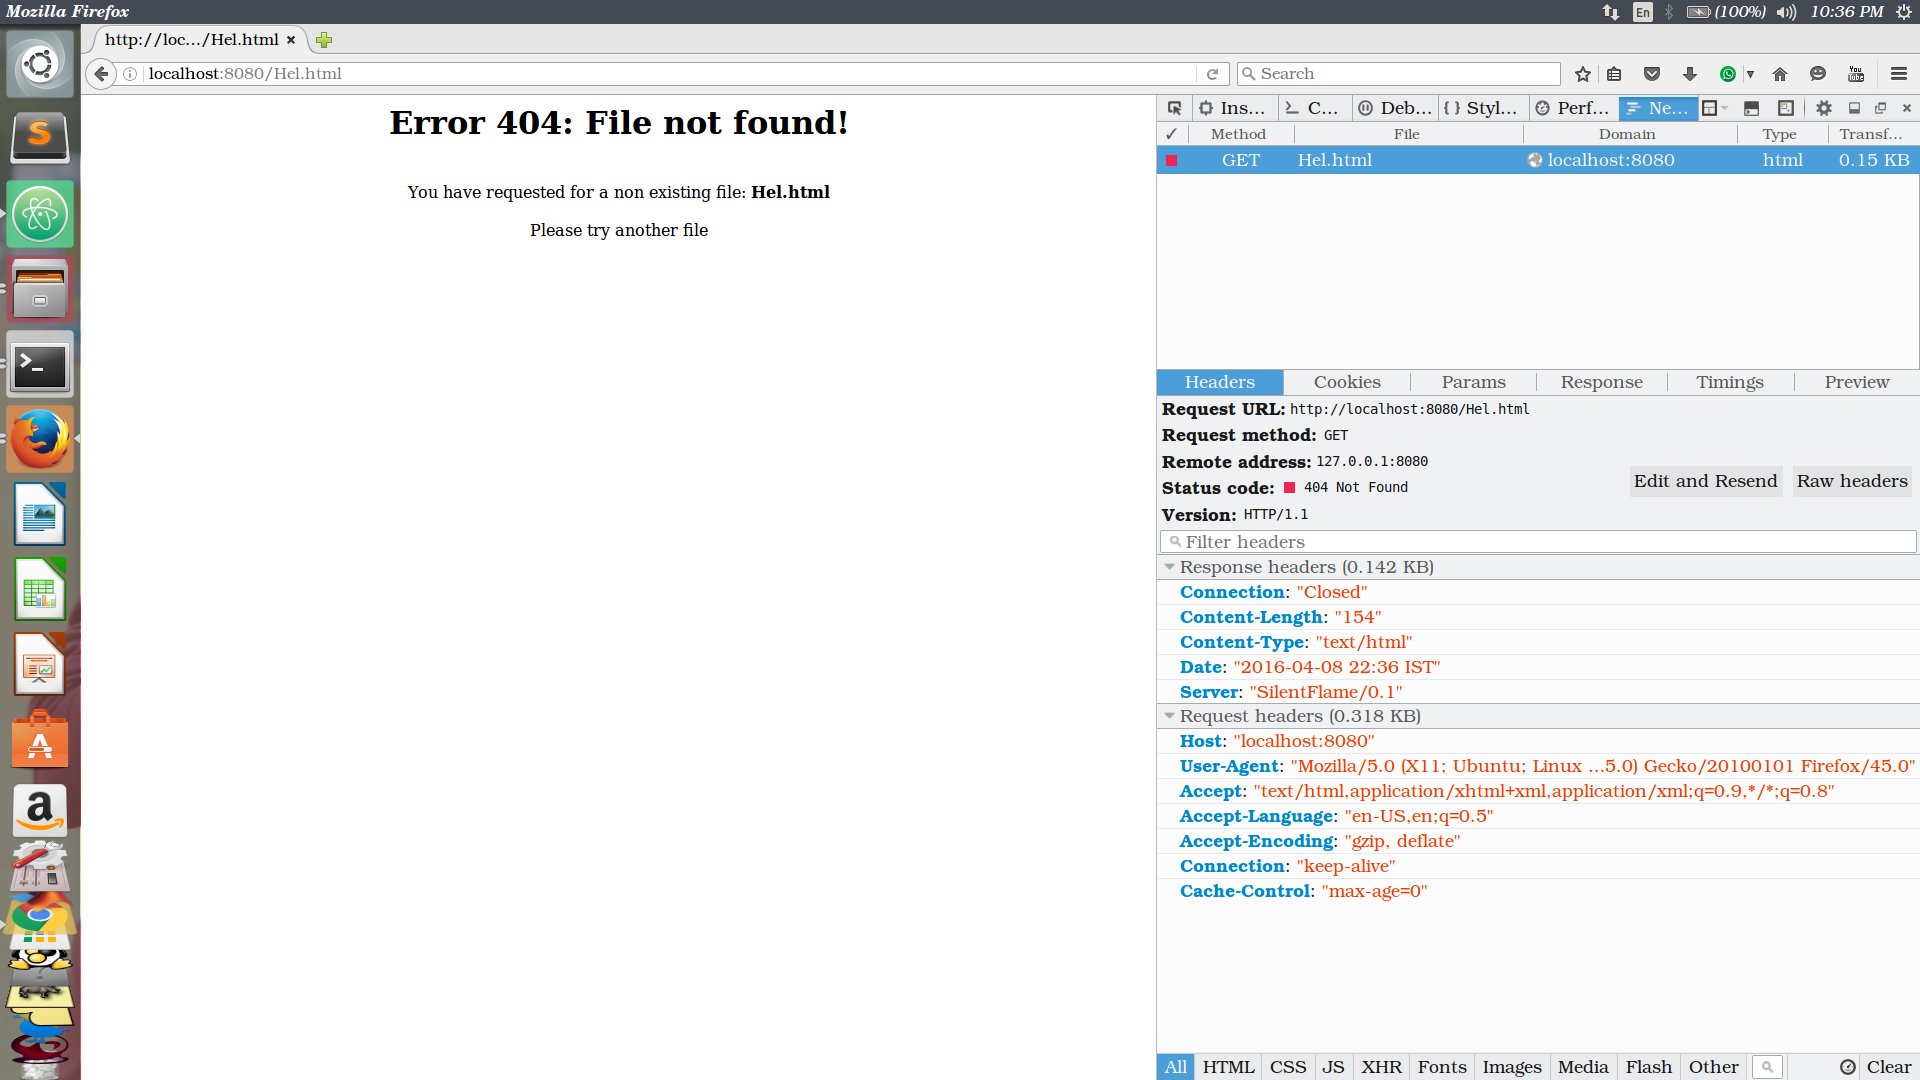 Mozilla Firefox
En (100%) 10:36 PM
http://loc.../Hel.html
localhost:8080/Hel.html
Search
You Tube
Error 404: File not found!
You have requested for a non existing file: Hel.html
Please try another file
Ins... C... Deb... Styl... Perf... Ne...
✓ Method File Domain Type Transf...
GET Hel.html localhost:8080 html 0.15 KB
Headers Cookies Params Response Timings Preview
Request URL: http://localhost:8080/Hel.html
Request method: GET
Remote address: 127.0.0.1:8080
Status code: 404 Not Found
Edit and Resend Raw headers
Version: HTTP/1.1
Filter headers
Response headers (0.142 KB)
Connection: "Closed"
Content-Length: "154"
Content-Type: "text/html"
Date: "2016-04-08 22:36 IST"
Server: "SilentFlame/0.1"
Request headers (0.318 KB)
Host: "localhost:8080"
User-Agent: "Mozilla/5.0 (X11; Ubuntu; Linux ...5.0) Gecko/20100101 Firefox/45.0"
Accept: "text/html,application/xhtml+xml,application/xml;q=0.9,*/*;q=0.8"
Accept-Language: "en-US,en;q=0.5"
Accept-Encoding: "gzip, deflate"
Connection: "keep-alive"
Cache-Control: "max-age=0"
All HTML CSS JS XHR Fonts Images Media Flash Other Clear